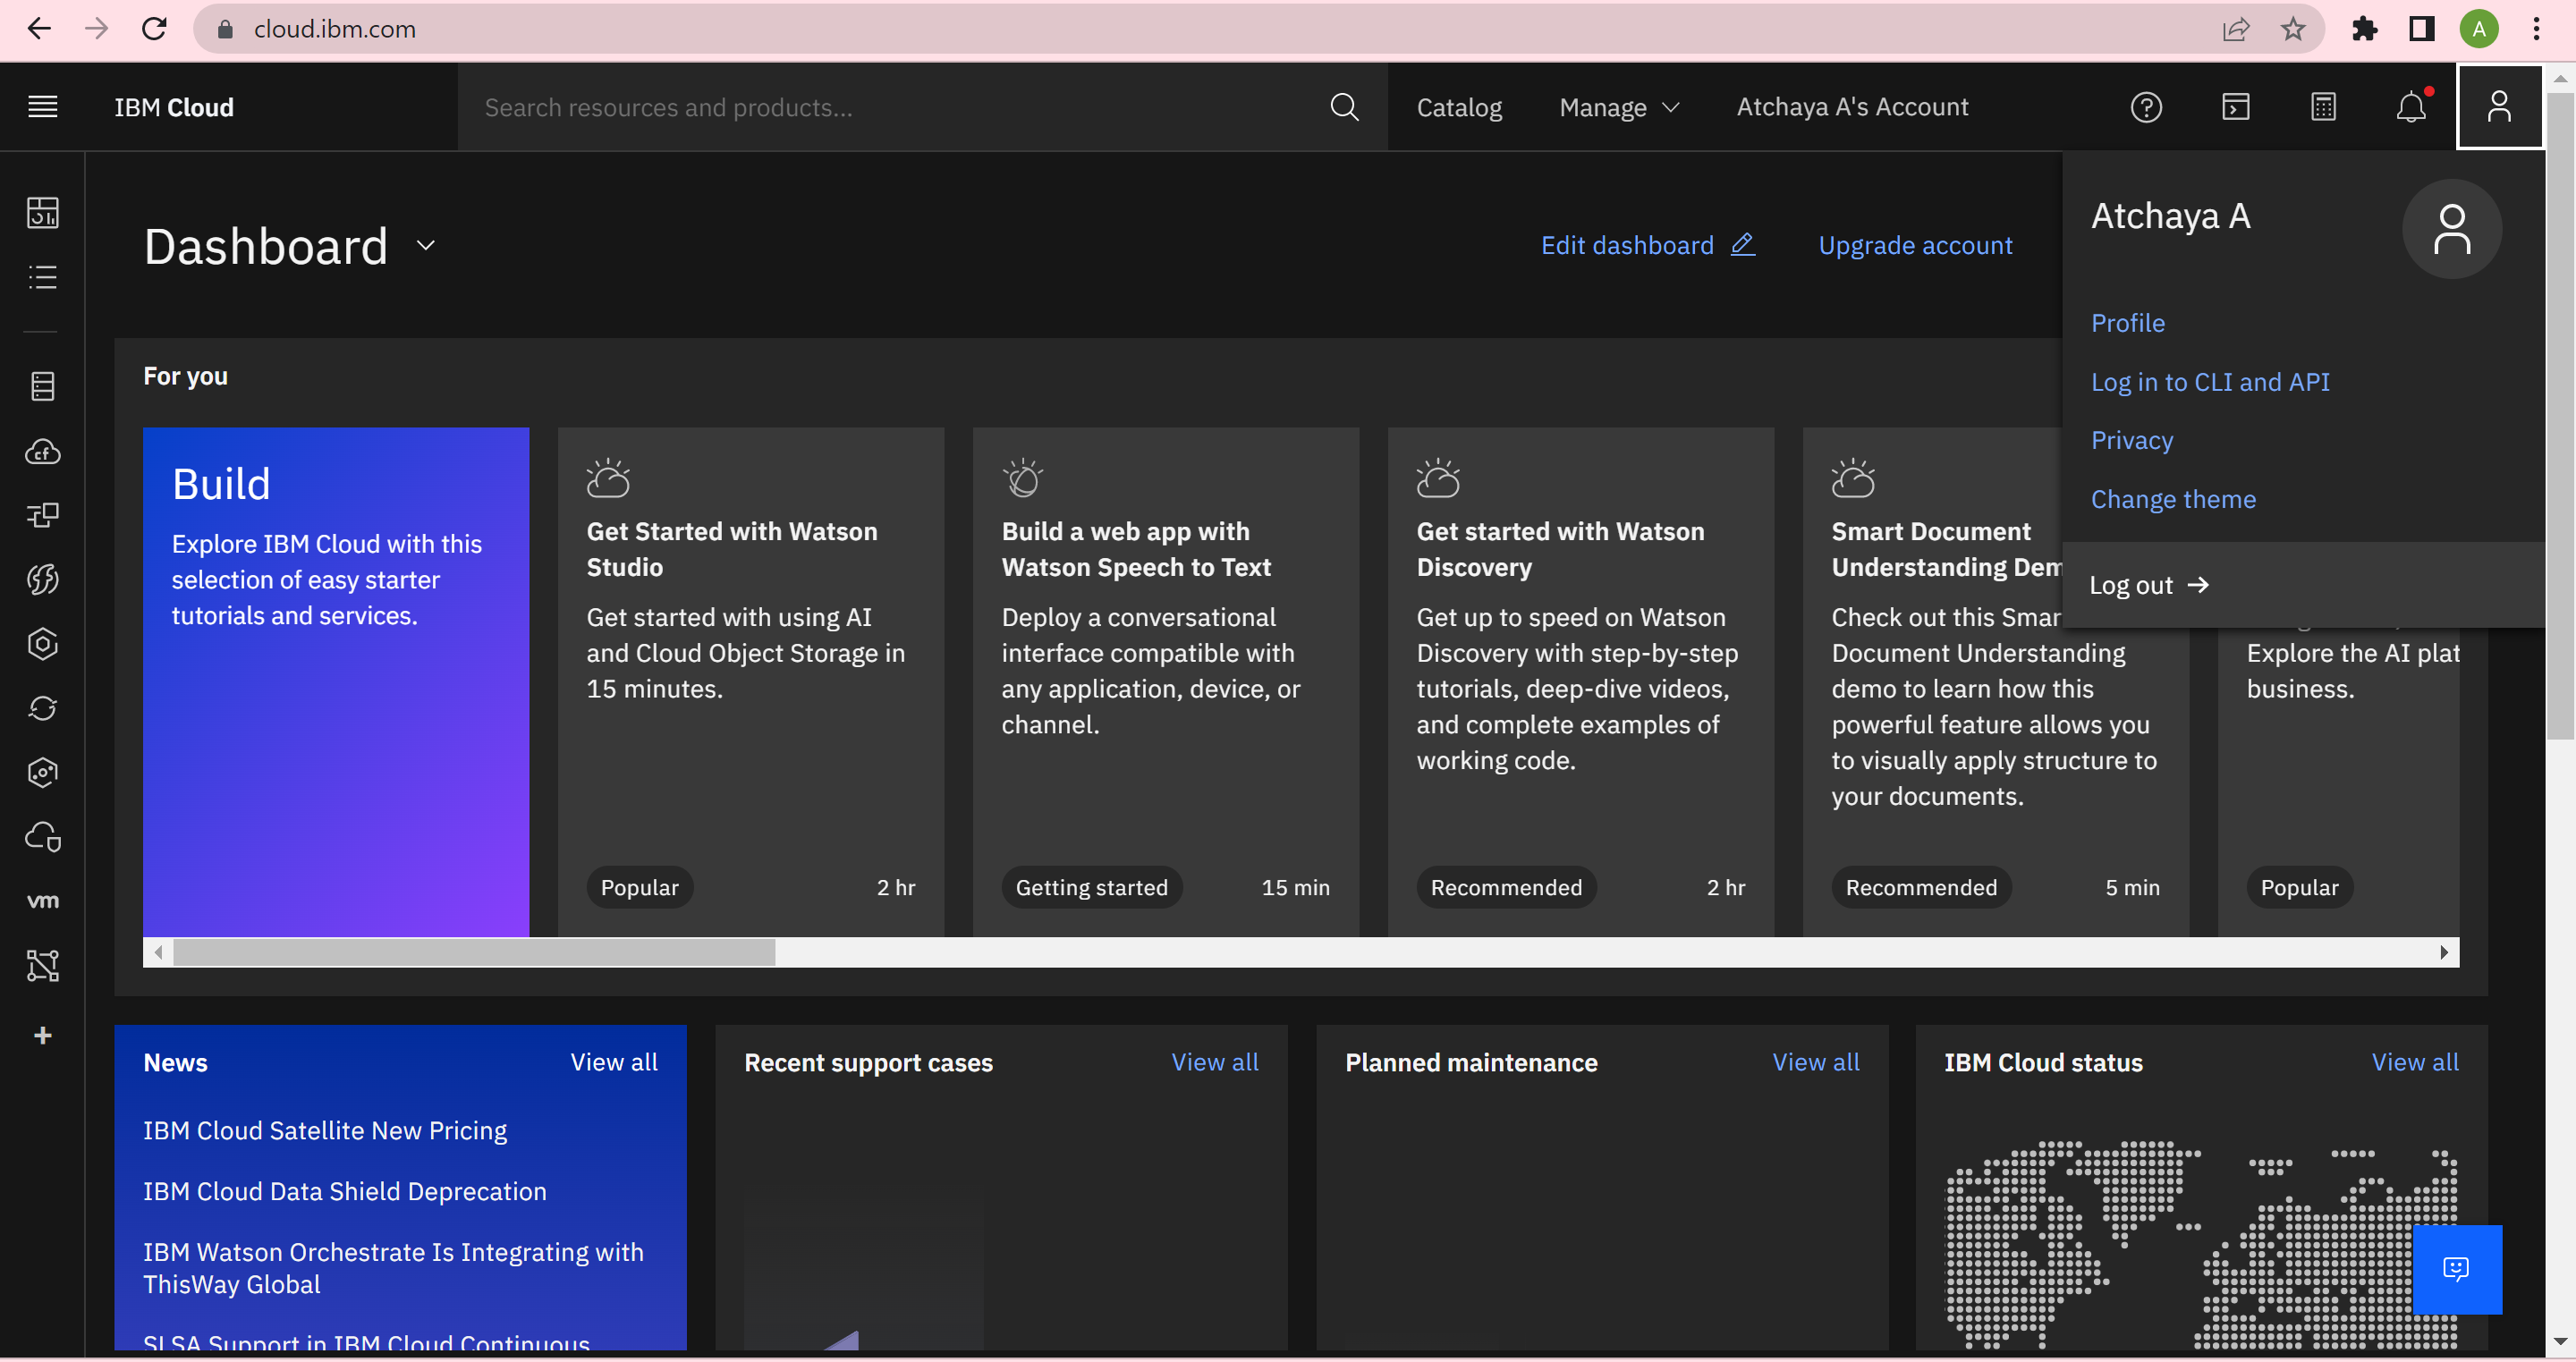 cloud.ibm.com
A
IBM Cloud
Search resources and products...
Catalog
Manage
Atchaya A's Account
Dashboard
Edit dashboard
Upgrade account
Atchaya A
Profile
Log in to CLI and API
Privacy
Change theme
Log out
For you
Build
Explore IBM Cloud with this
selection of easy starter
tutorials and services.
Get Started with Watson
Studio
Get started with using AI
and Cloud Object Storage in
15 minutes.
Popular
2 hr
Build a web app with
Watson Speech to Text
Deploy a conversational
interface compatible with
any application, device, or
channel.
Getting started
15 min
Get started with Watson
Discovery
Get up to speed on Watson
Discovery with step-by-step
tutorials, deep-dive videos,
and complete examples of
working code.
Recommended
2 hr
Smart Document
Understanding Dem
Check out this Smar
Document Understanding
demo to learn how this
powerful feature allows you
to visually apply structure to
your documents.
Recommended
5 min
Explore the AI plat
business.
Popular
cf
vm
News
View all
IBM Cloud Satellite New Pricing
IBM Cloud Data Shield Deprecation
IBM Watson Orchestrate Is Integrating with
ThisWay Global
SLSA Support in IBM Cloud Continuous
Recent support cases
View all
Planned maintenance
View all
IBM Cloud status
View all